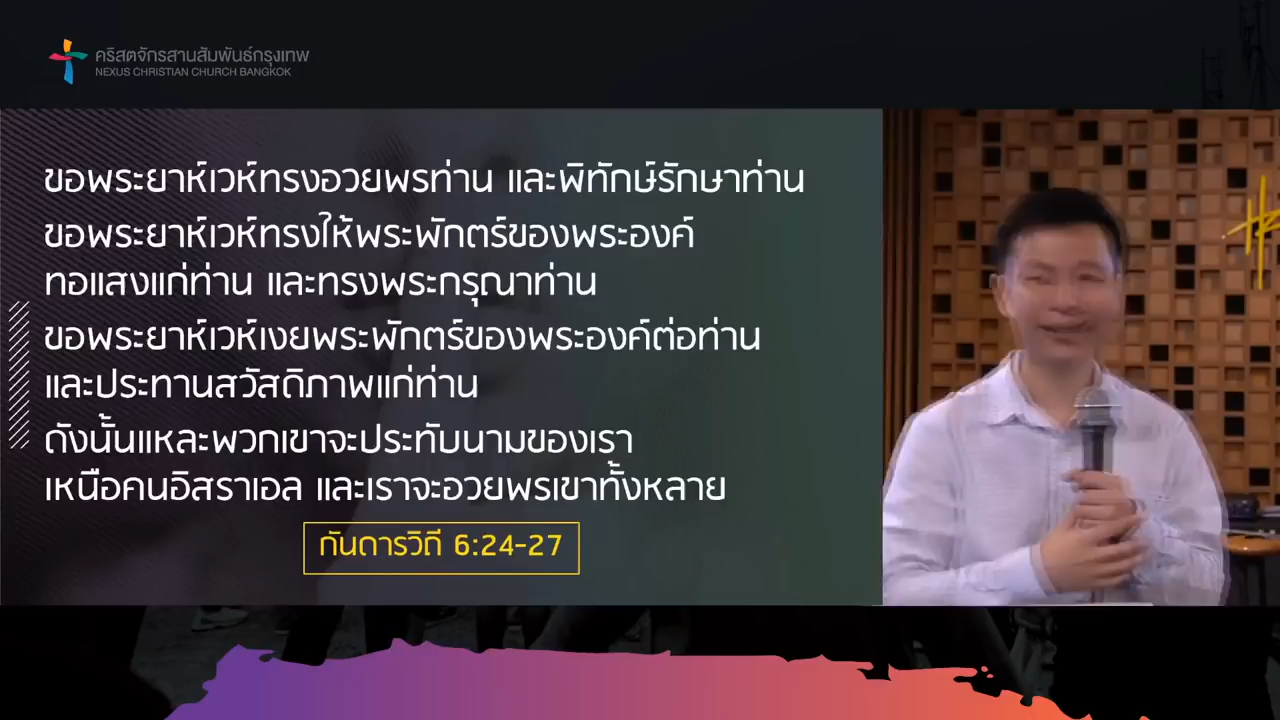 คริสตจักรสานสัมพันธ์กรุงเทพ
NEXUS CHRISTIAN CHURCH BANGKOK
ขอพระยาห์เวห์ทรงอวยพรท่าน และพิทักษ์รักษาท่าน
ขอพระยาห์เวห์ทรงให้พระพักตร์ของพระองค์
ทอแสงแก่ท่าน และทรงพระกรุณาท่าน
ขอพระยาห์เวห์เงยพระพักตร์ของพระองค์ต่อท่าน
และประทานสวัสดิภาพแก่ท่าน
ดังนั้นแหละพวกเขาจะประทับนามของเรา
เหนือคนอิสราเอล และเราจะอวยพรเขาทั้งหลาย
กันดารวิถี 6:24-27